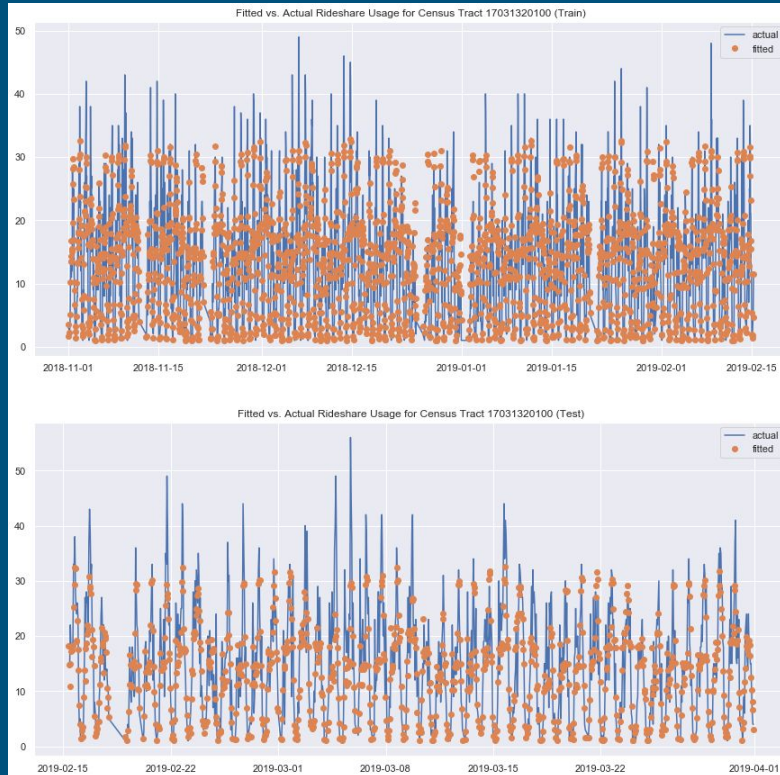 Fitted vs. Actual Rideshare Usage for Census Tract 17031320100 (Train)
50
40
30
20
10
0
actual
fitted
2018-11-01 2018-11-15 2018-12-01 2018-12-15 2019-01-01 2019-01-15 2019-02-01 2019-02-15
Fitted vs. Actual Rideshare Usage for Census Tract 17031320100 (Test)
actual
fitted
50
40
30
20
10
0
2019-02-15 2019-02-22 2019-03-01 2019-03-08 2019-03-15 2019-03-22 2019-04-01